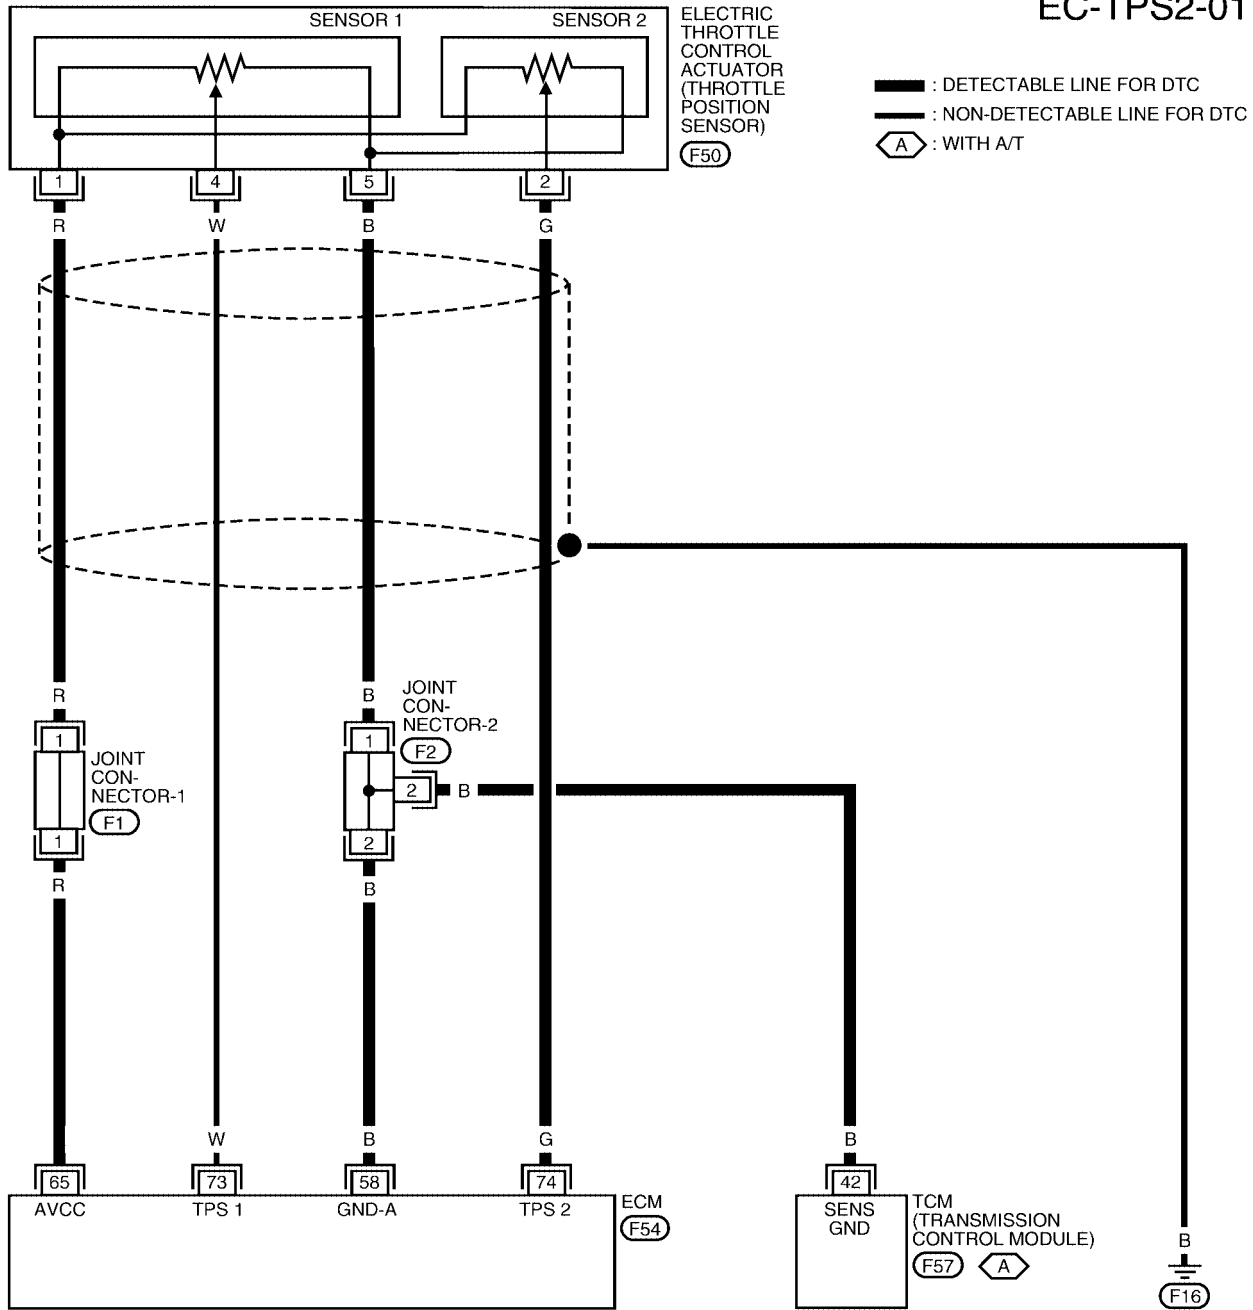 EC-TPS2-01
SENSOR 1
SENSOR 2
ELECTRIC
THROTTLE
CONTROL
ACTUATOR
(THROTTLE
POSITION
SENSOR)
F50
: DETECTABLE LINE FOR DTC
: NON-DETECTABLE LINE FOR DTC
A : WITH A/T
1 4 5 2
R W B G
R B
JOINT
CON-
NECTOR-2
F2
1 1
JOINT
CON-
NECTOR-1
F1
2 B
1 2
R B
W B G B
65 73 58 74 42
AVCC TPS 1 GND-A TPS 2
ECM
F54
SENS
GND
TCM
(TRANSMISSION
CONTROL MODULE)
F57 A
B
F16